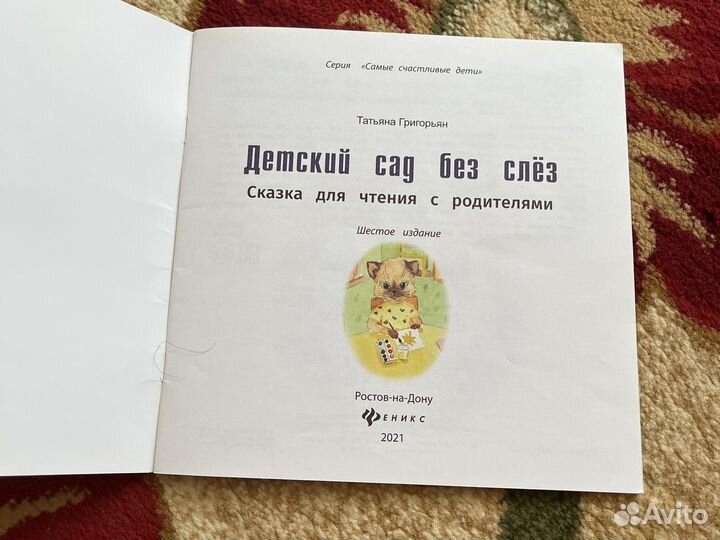 Серия «Самые счастливые дети»
Татьяна Григорьян
Детский сад без слёз
Сказка для чтения с родителями
Шестое издание
Ростов-на-Дону
Феникс
2021
Avito